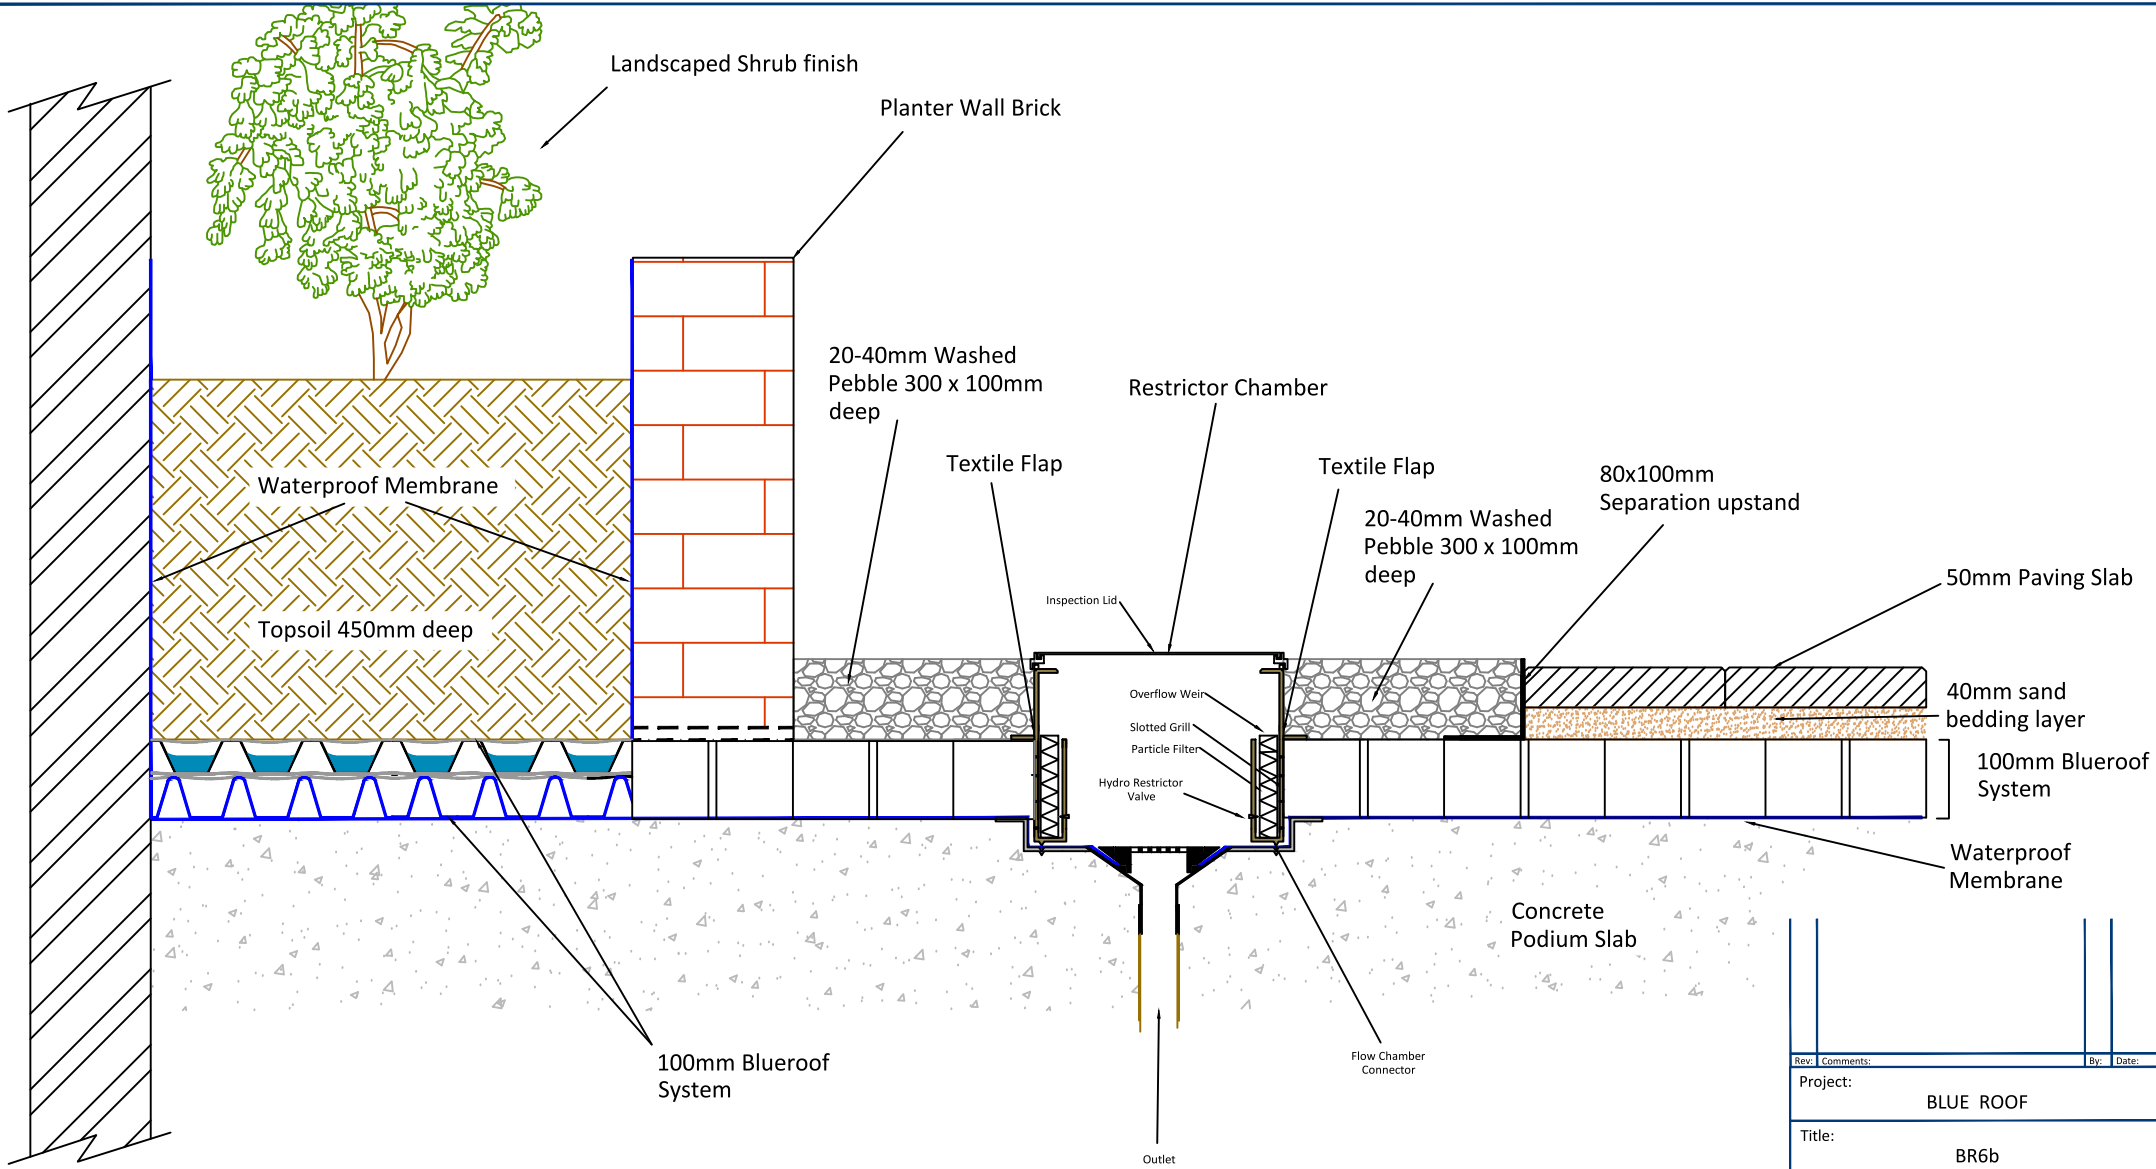 Landscaped Shrub finish
Planter Wall Brick
20-40mm Washed
Pebble 300 x 100mm
deep
Restrictor Chamber
Textile Flap
Textile Flap
80x100mm
Separation upstand
20-40mm Washed
Pebble 300 x 100mm
deep
Waterproof Membrane
50mm Paving Slab
Inspection Lid
Topsoil 450mm deep
Overflow Weir
Slotted Grill
Particle Filter
Hydro Restrictor
Valve
40mm sand
bedding layer
100mm Blueroof
System
Waterproof
Membrane
Concrete
Podium Slab
100mm Blueroof
System
Flow Chamber
Connector
Outlet
Rev: Comments: By: Date:
Project:
BLUE ROOF
Title:
BR6b